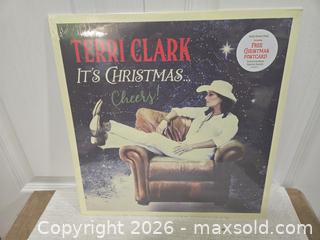 TERRI CLARK
IT'S CHRISTMAS...
Cheers!
FREE
CHRISTMAS
POSTCARD!
Copyright 2026 - maxsold.com